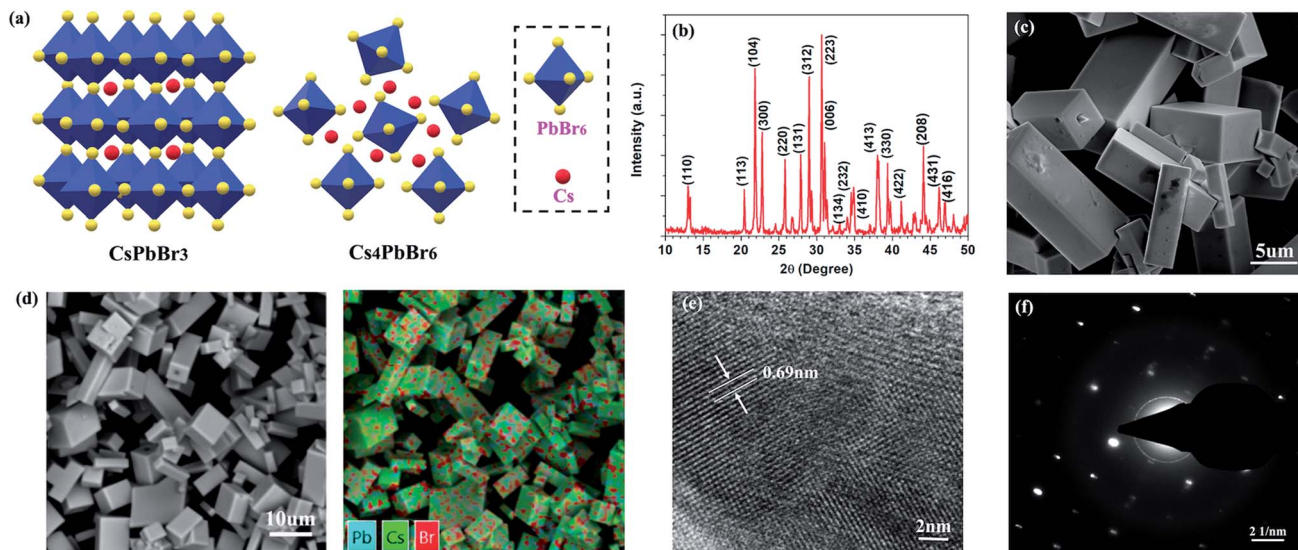 (a)
CsPbBr3
Cs4PbBr6
PbBr6
Cs
(b)
Intensity (a.u.)
(110)
(113)
(104)
(300)
(220)
(131)
(312)
(223)
(006)
(134)
(232)
(410)
(413)
(330)
(422)
(208)
(431)
(416)
10 15 20 25 30 35 40 45 50
2θ (Degree)
(c)
5um
(d)
10um
Pb Cs Br
(e)
0.69nm
2nm
(f)
2 1/nm